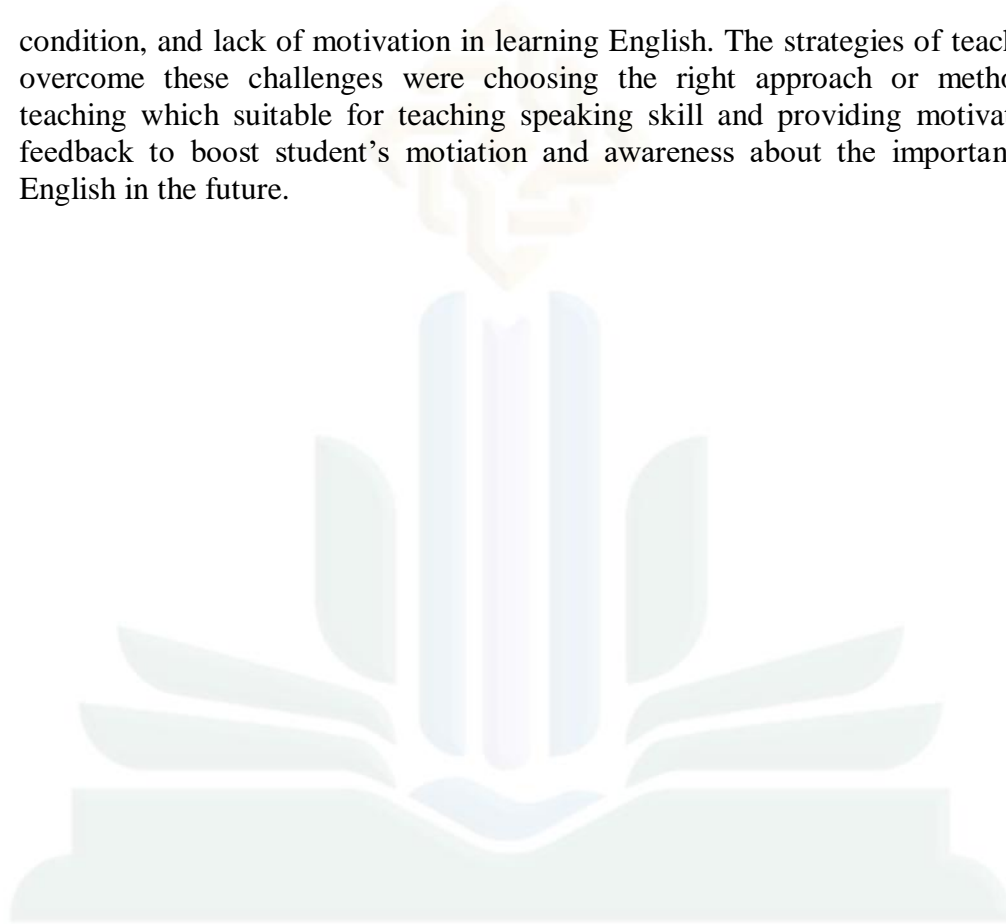 condition, and lack of motivation in learning English. The strategies of teach
overcome these challenges were choosing the right approach or metho
teaching which suitable for teaching speaking skill and providing motivat
feedback to boost student’s motiation and awareness about the importan
English in the future.